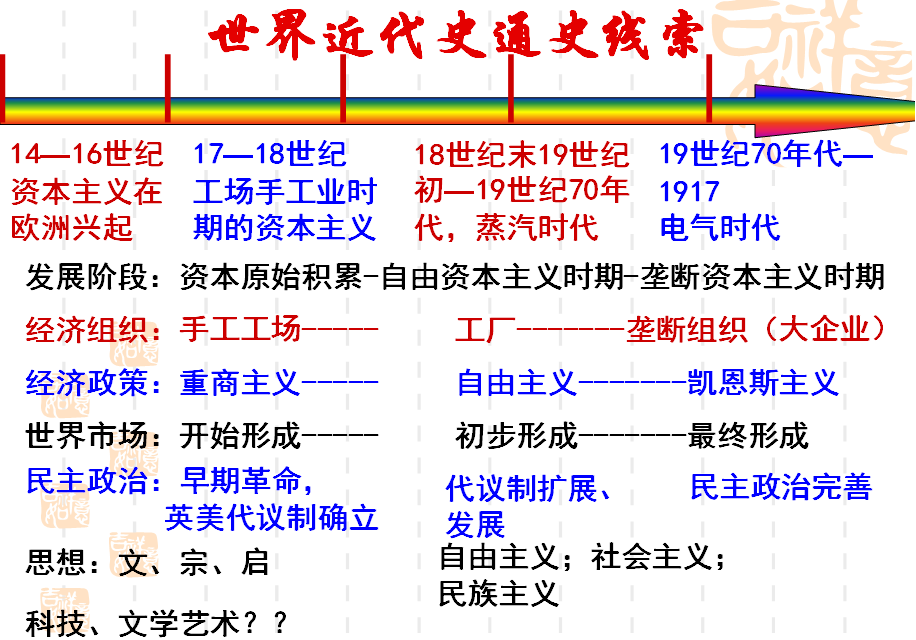 世界近代史通史线索
14—16世纪
资本主义在
欧洲兴起
17—18世纪
工场手工业时
期的资本主义
18世纪末19世纪
初—19世纪70年
代，蒸汽时代
19世纪70年代—
1917
电气时代
发展阶段：资本原始积累-自由资本主义时期-垄断资本主义时期
经济组织：手工工场----- 工厂-------垄断组织（大企业）
经济政策：重商主义----- 自由主义-------凯恩斯主义
世界市场：开始形成----- 初步形成-------最终形成
民主政治：早期革命，
英美代议制确立
代议制扩展、
发展
民主政治完善
思想：文、宗、启
自由主义；社会主义；
民族主义
科技、文学艺术？？
吉祥
如意